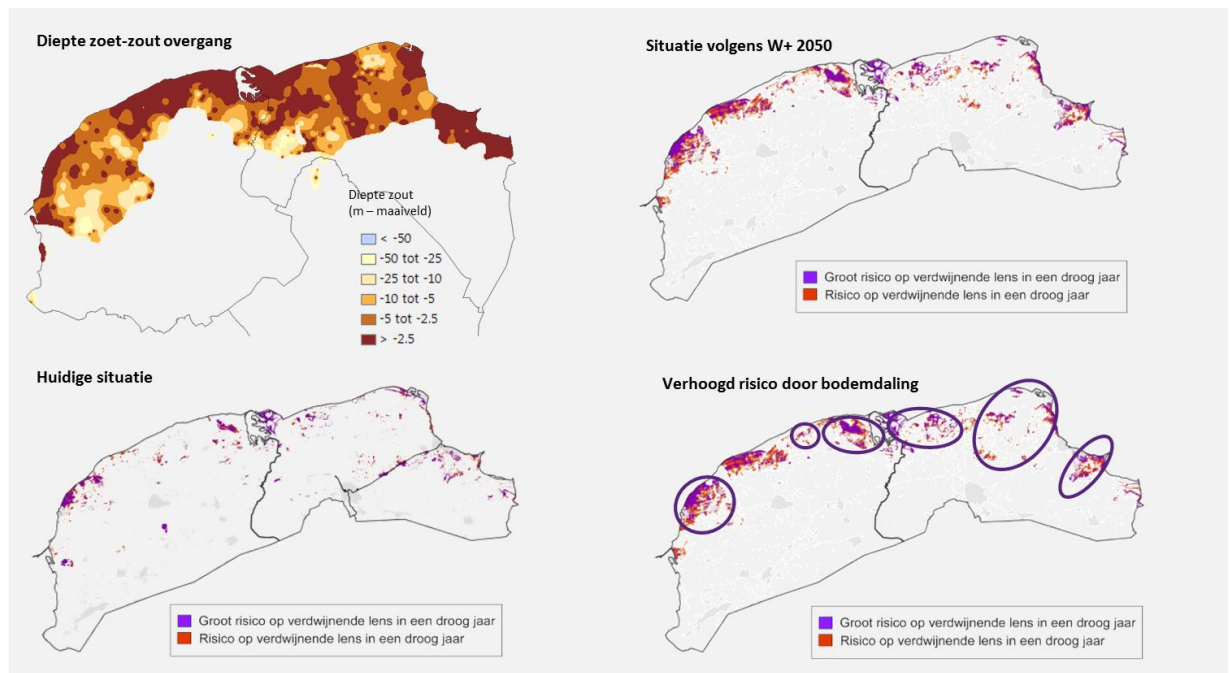 Diepte zoet-zout overgang
Diepte zout
(m – maaiveld)
< -50
-50 tot -25
-25 tot -10
-10 tot -5
-5 tot -2.5
> -2.5
Situatie volgens W+ 2050
Groot risico op verdwijnende lens in een droog jaar
Risico op verdwijnende lens in een droog jaar
Huidige situatie
Groot risico op verdwijnende lens in een droog jaar
Risico op verdwijnende lens in een droog jaar
Verhoogd risico door bodemdaling
Groot risico op verdwijnende lens in een droog jaar
Risico op verdwijnende lens in een droog jaar